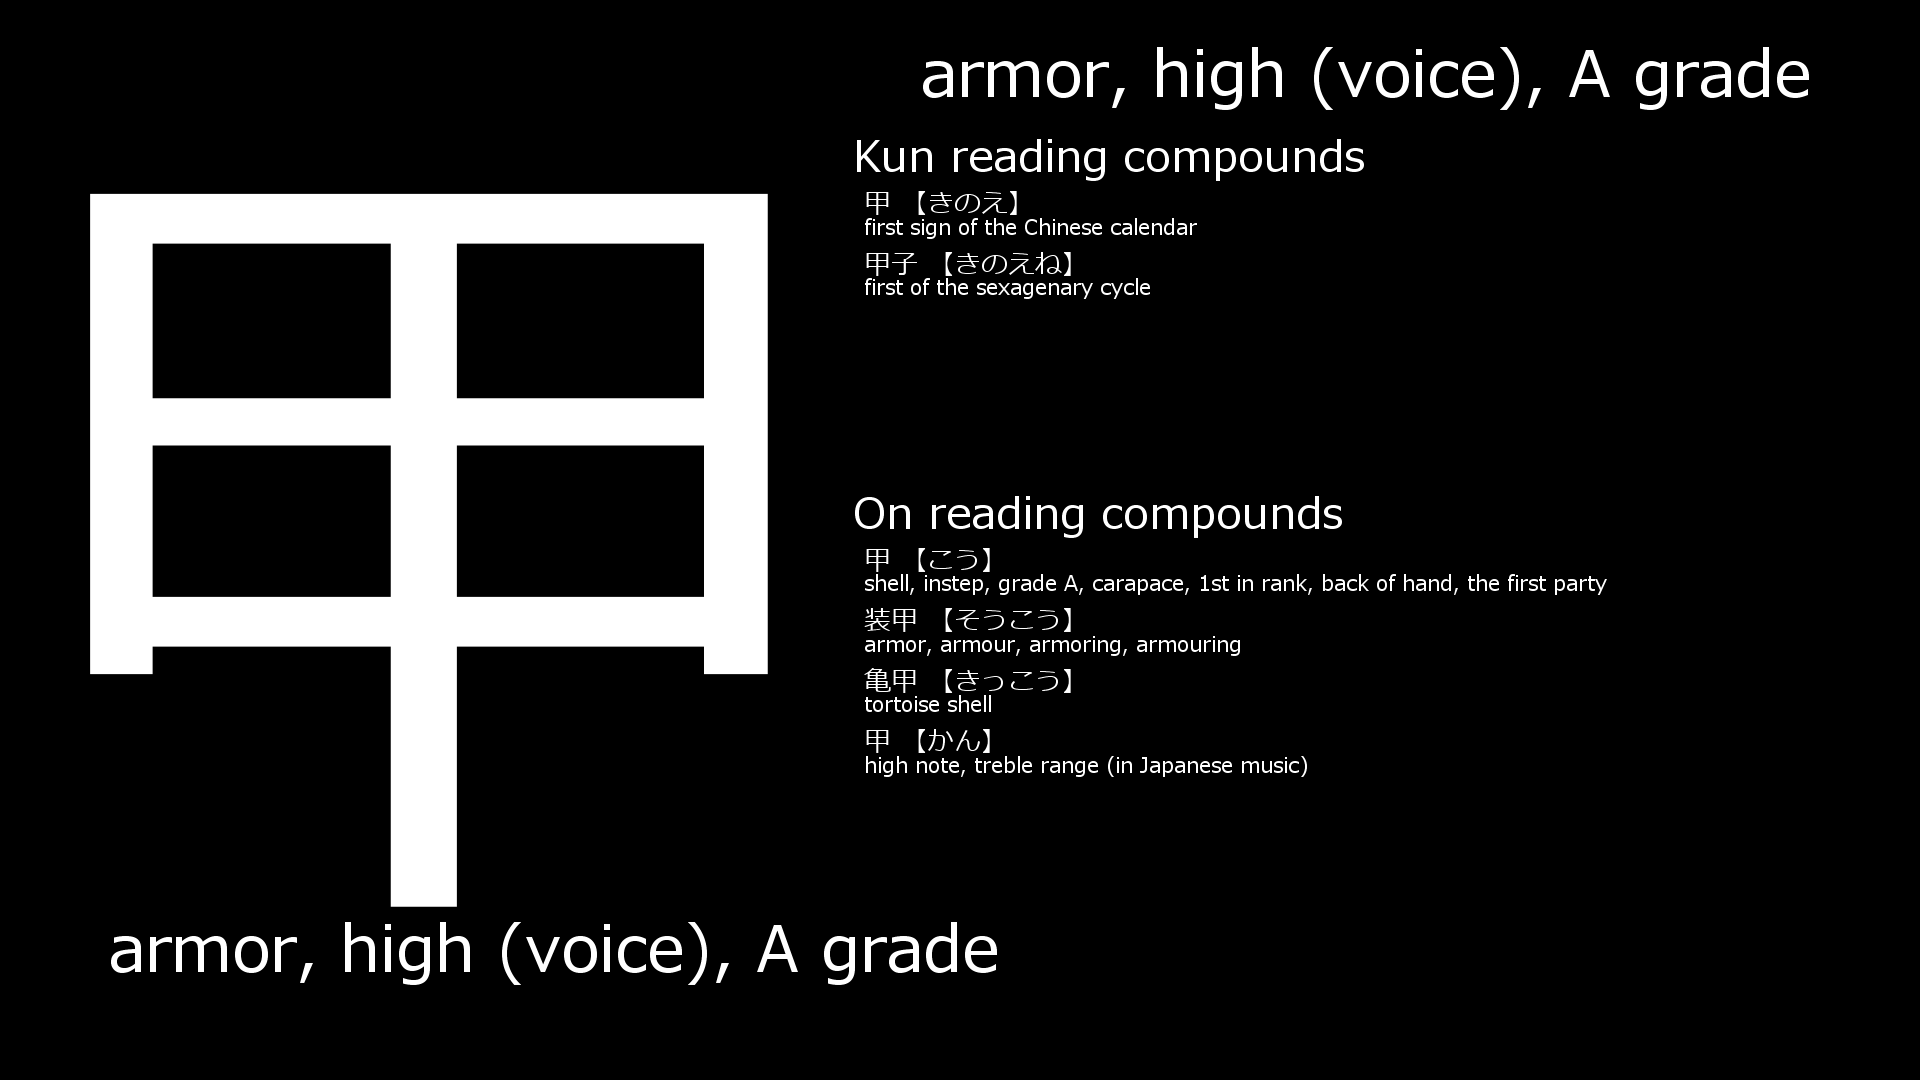 甲
armor, high (voice), A grade
armor, high (voice), A grade
Kun reading compounds
甲 【きのえ】
first sign of the Chinese calendar
甲子 【きのえね】
first of the sexagenary cycle
On reading compounds
甲 【こう】
shell, instep, grade A, carapace, 1st in rank, back of hand, the first party
装甲 【そうこう】
armor, armour, armoring, armouring
亀甲 【きっこう】
tortoise shell
甲 【かん】
high note, treble range (in Japanese music)